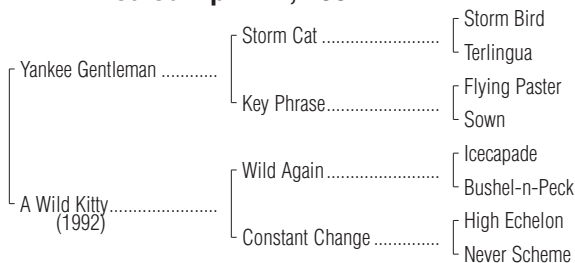 Storm Bird
Storm Cat ........................
Terlingua
Yankee Gentleman ...........
Flying Paster
Key Phrase.......................
Sown
Icecapade
Wild Again .......................
Bushel-n-Peck
A Wild Kitty......................
(1992)
High Echelon
Constant Change .............
Never Scheme